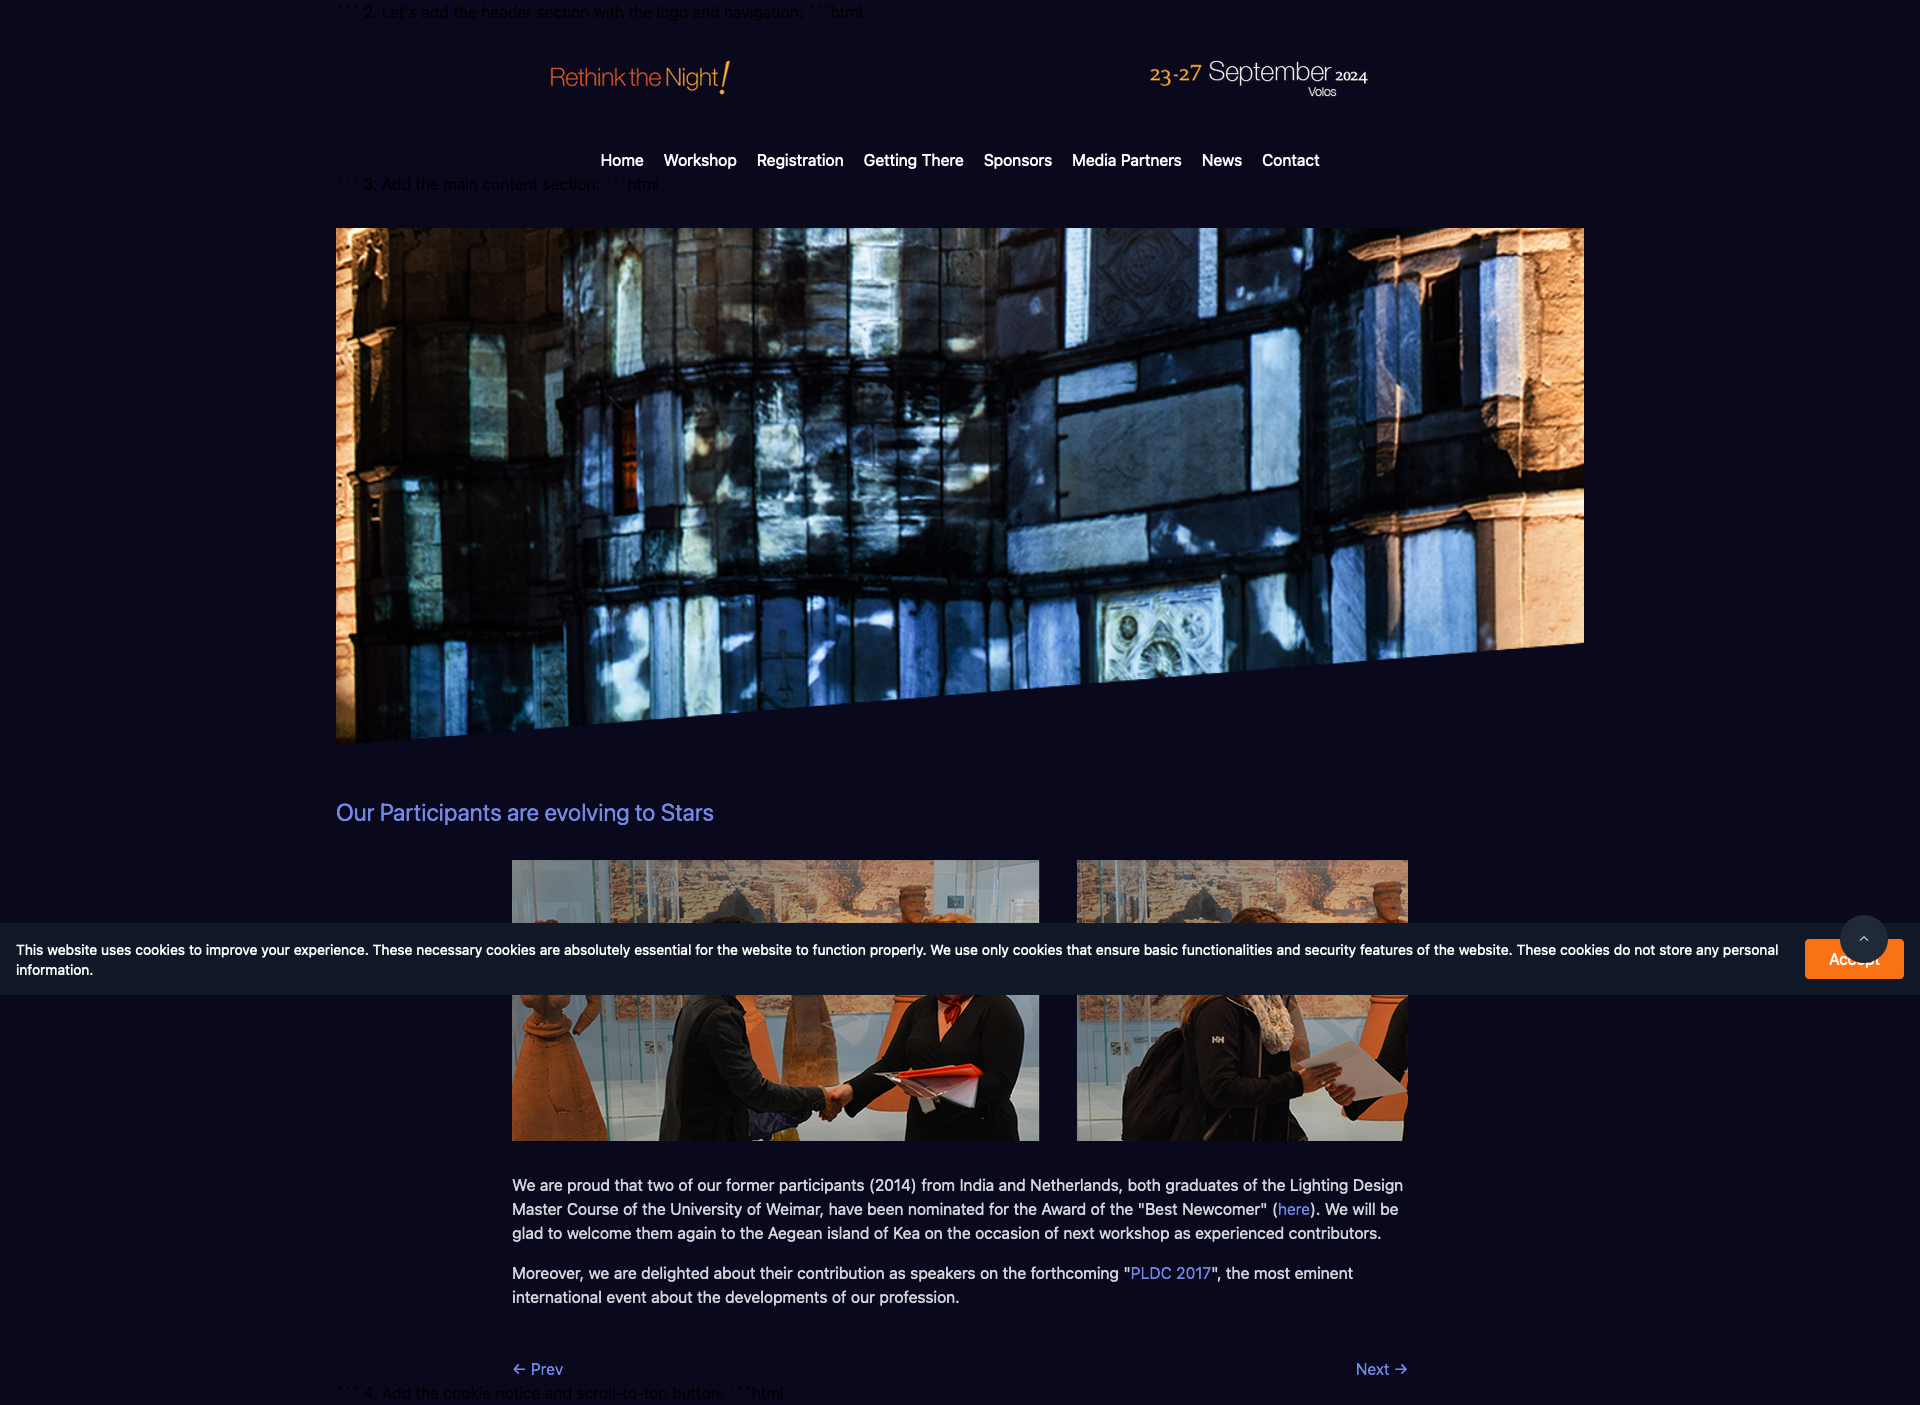 ``` 2. Let's add the header section with the logo and navigation: ```html
Rethink the Night!
23-27 September 2024
Volos
Home Workshop Registration Getting There Sponsors Media Partners News Contact
``` 3. Add the main content section: ```html
Our Participants are evolving to Stars
This website uses cookies to improve your experience. These necessary cookies are absolutely essential for the website to function properly. We use only cookies that ensure basic functionalities and security features of the website. These cookies do not store any personal
information.
Accept
HH
We are proud that two of our former participants (2014) from India and Netherlands, both graduates of the Lighting Design
Master Course of the University of Weimar, have been nominated for the Award of the "Best Newcomer" (here). We will be
glad to welcome them again to the Aegean island of Kea on the occasion of next workshop as experienced contributors.
Moreover, we are delighted about their contribution as speakers on the forthcoming "PLDC 2017", the most eminent
international event about the developments of our profession.
← Prev
Next →
``` 4. Add the cookie notice and scroll-to-top button: ```html